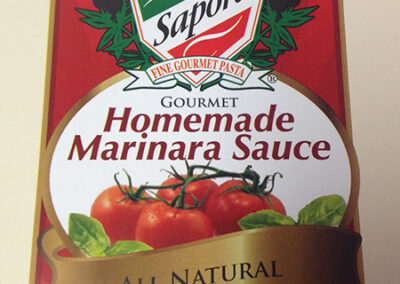 Sapori
FINE GOURMET PASTA
®
GOURMET
Homemade
Marinara Sauce
ALL NATURAL